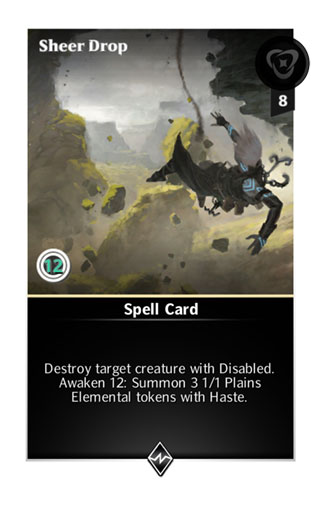 Sheer Drop
8
12
Spell Card
Destroy target creature with Disabled.
Awaken 12: Summon 3 1/1 Plains
Elemental tokens with Haste.